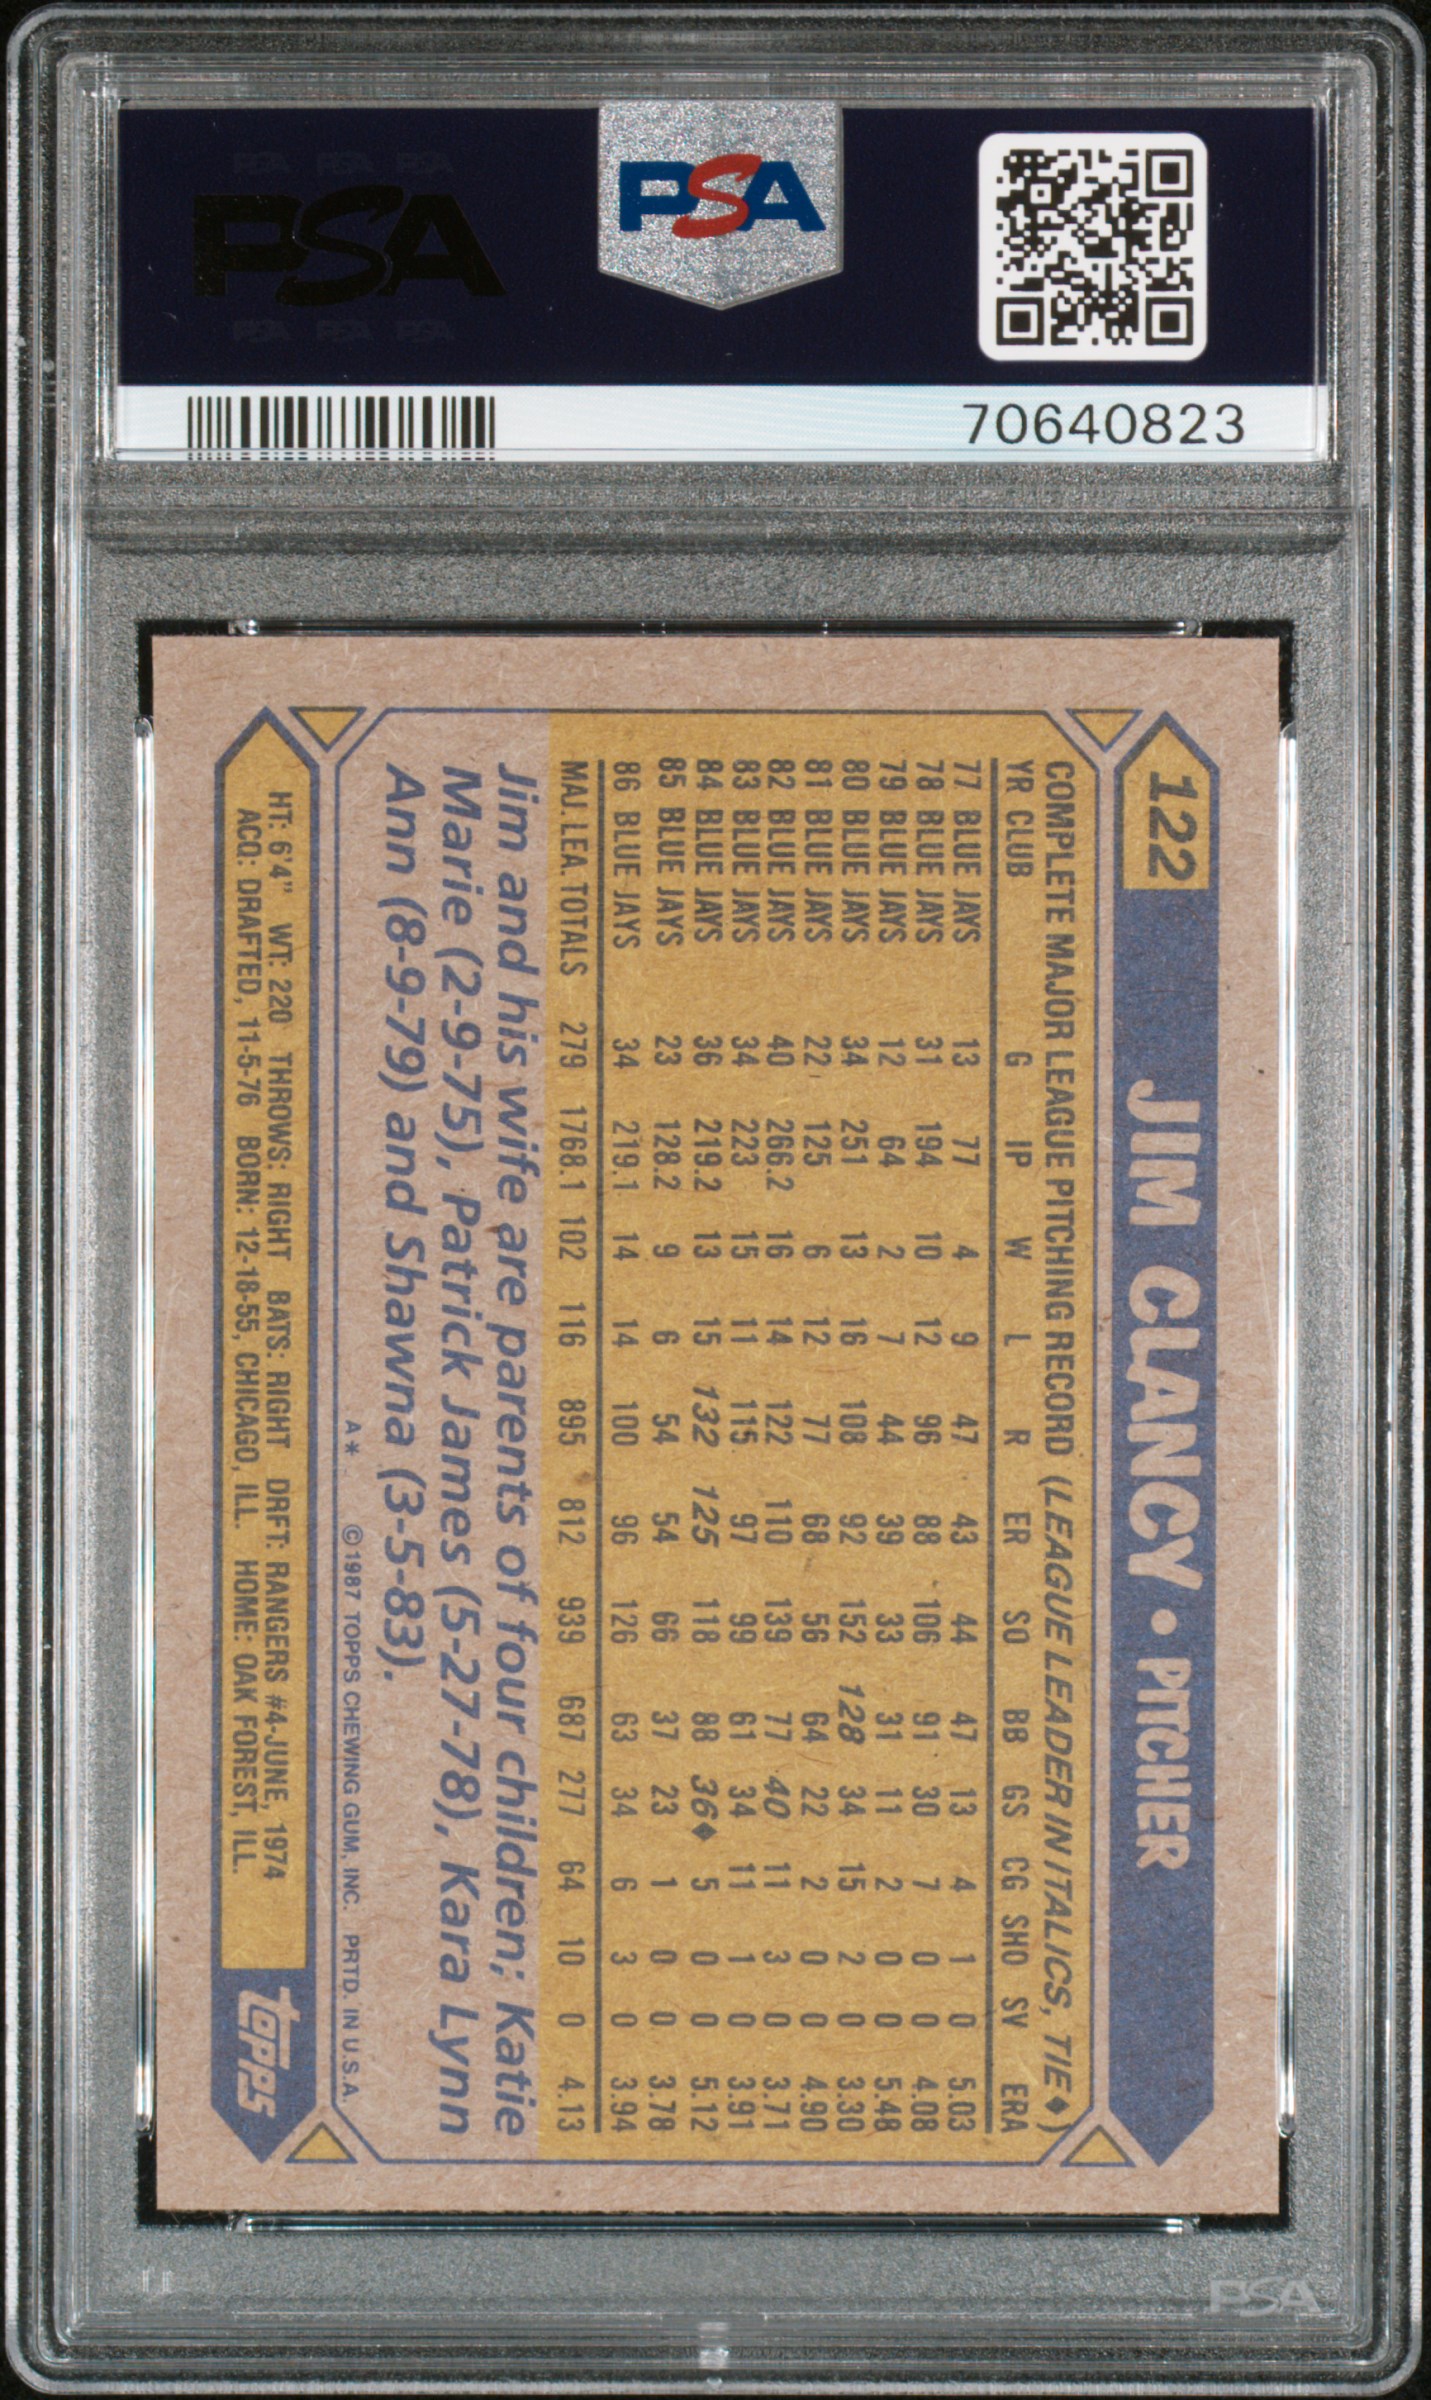 PSA PSA PSA
PSA
PSA PSA PSA
PSA
70640823
122 JIM CLANCY • PITCHER
COMPLETE MAJOR LEAGUE PITCHING RECORD (LEAGUE LEADER IN ITALICS, TIE♦)
YR CLUB G IP W L R ER SO BB GS CG SHO SV ERA
77 BLUE JAYS 13 77 4 9 47 43 44 47 13 4 1 0 5.03
78 BLUE JAYS 31 194 10 12 96 88 106 91 30 7 0 0 4.08
79 BLUE JAYS 12 64 2 7 44 39 33 31 11 2 0 0 5.48
80 BLUE JAYS 34 251 13 16 108 92 152 128 34 15 2 0 3.30
81 BLUE JAYS 22 125 6 12 77 68 56 64 22 2 0 0 4.90
82 BLUE JAYS 40 266.2 16 14 122 110 139 77 40 11 3 0 3.71
83 BLUE JAYS 34 223 15 11 115 97 99 61 34 11 1 0 3.91
84 BLUE JAYS 36 219.2 13 15 132 125 118 88 36♦ 5 0 0 5.12
85 BLUE JAYS 23 128.2 9 6 54 54 66 37 23 1 0 0 3.78
86 BLUE JAYS 34 219.1 14 14 100 96 126 63 34 6 3 0 3.94
MAJ. LEA. TOTALS 279 1768.1 102 116 895 812 939 687 277 64 10 0 4.13
Jim and his wife are parents of four children; Katie
Marie (2-9-75), Patrick James (5-27-78), Kara Lynn
Ann (8-9-79) and Shawna (3-5-83).
A* ©1987 TOPPS CHEWING GUM, INC. PRTD. IN U.S.A.
HT: 6'4" WT: 220 THROWS: RIGHT BATS: RIGHT DRFT: RANGERS #4-JUNE, 1974
ACQ: DRAFTED, 11-5-76 BORN: 12-18-55, CHICAGO, ILL. HOME: OAK FOREST, ILL.
topps
PSA